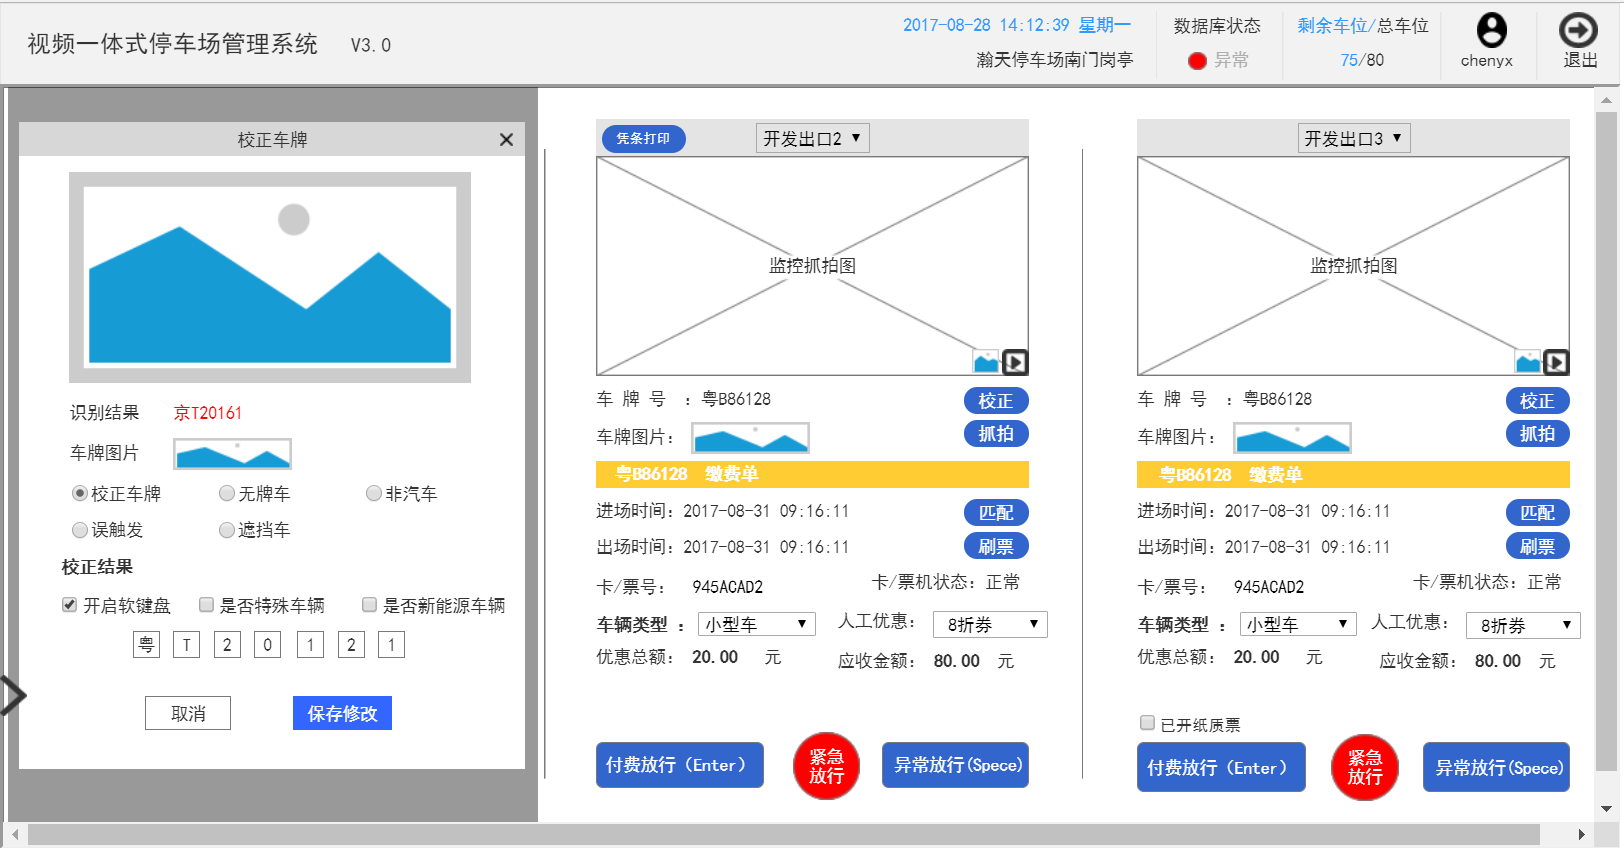 视频一体式停车场管理系统 V3.0
2017-08-28 14:12:39 星期一
瀚天停车场南门岗亭
数据库状态
异常
剩余车位/总车位
75/80
chenyx
退出
校正车牌
识别结果 京T20161
车牌图片
校正车牌 无牌车 非汽车
误触发 遮挡车
校正结果
开启软键盘 是否特殊车辆 是否新能源车辆
粤 T 2 0 1 2 1
取消 保存修改
凭条打印 开发出口2
监控抓拍图
车 牌 号 ：粤B86128 校正
车牌图片： 抓拍
粤B86128 缴费单
进场时间：2017-08-31 09:16:11 匹配
出场时间：2017-08-31 09:16:11 刷票
卡/票号： 945ACAD2 卡/票机状态：正常
车辆类型 ： 小型车 人工优惠： 8折券
优惠总额： 20.00 元 应收金额： 80.00 元
付费放行（Enter） 紧急放行 异常放行(Spece)
开发出口3
监控抓拍图
车 牌 号 ：粤B86128 校正
车牌图片： 抓拍
粤B86128 缴费单
进场时间：2017-08-31 09:16:11 匹配
出场时间：2017-08-31 09:16:11 刷票
卡/票号： 945ACAD2 卡/票机状态：正常
车辆类型 ： 小型车 人工优惠： 8折券
优惠总额： 20.00 元 应收金额： 80.00 元
已开纸质票
付费放行（Enter） 紧急放行 异常放行(Spece)